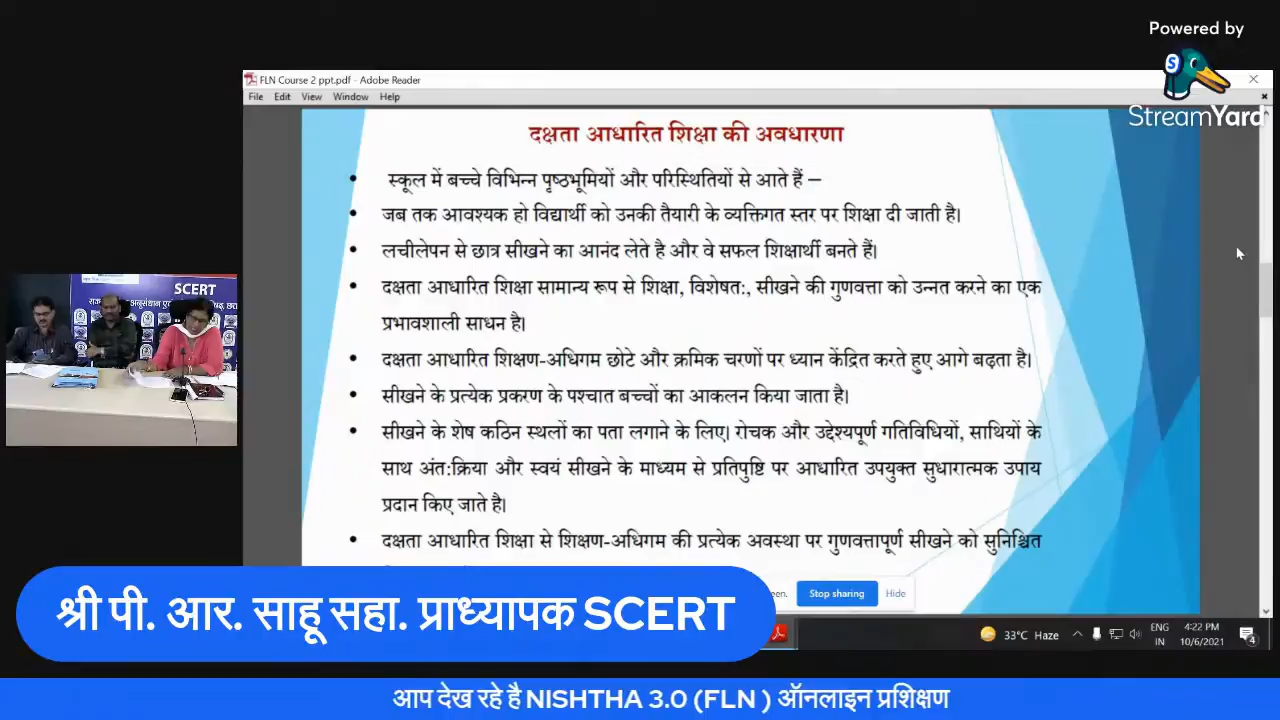 Powered by
StreamYard
FLN Course 2 ppt.pdf - Adobe Reader
File Edit View Window Help
दक्षता आधारित शिक्षा की अवधारणा
• स्कूल में बच्चे विभिन्न पृष्ठभूमियों और परिस्थितियों से आते हैं –
• जब तक आवश्यक हो विद्यार्थी को उनकी तैयारी के व्यक्तिगत स्तर पर शिक्षा दी जाती है।
• लचीलेपन से छात्र सीखने का आनंद लेते है और वे सफल शिक्षार्थी बनते हैं।
• दक्षता आधारित शिक्षा सामान्य रूप से शिक्षा, विशेषत:, सीखने की गुणवत्ता को उन्नत करने का एक
प्रभावशाली साधन है।
• दक्षता आधारित शिक्षण-अधिगम छोटे और क्रमिक चरणों पर ध्यान केंद्रित करते हुए आगे बढ़ता है।
• सीखने के प्रत्येक प्रकरण के पश्चात बच्चों का आकलन किया जाता है।
• सीखने के शेष कठिन स्थलों का पता लगाने के लिए। रोचक और उद्देश्यपूर्ण गतिविधियों, साथियों के
साथ अंत:क्रिया और स्वयं सीखने के माध्यम से प्रतिपुष्टि पर आधारित उपयुक्त सुधारात्मक उपाय
प्रदान किए जाते है।
• दक्षता आधारित शिक्षा से शिक्षण-अधिगम की प्रत्येक अवस्था पर गुणवत्तापूर्ण सीखने को सुनिश्चित
SCERT
een. Stop sharing Hide
श्री पी. आर. साहू सहा. प्राध्यापक SCERT
33°C Haze
ENG
IN
4:22 PM
10/6/2021
4
आप देख रहे है NISHTHA 3.0 (FLN ) ऑनलाइन प्रशिक्षण